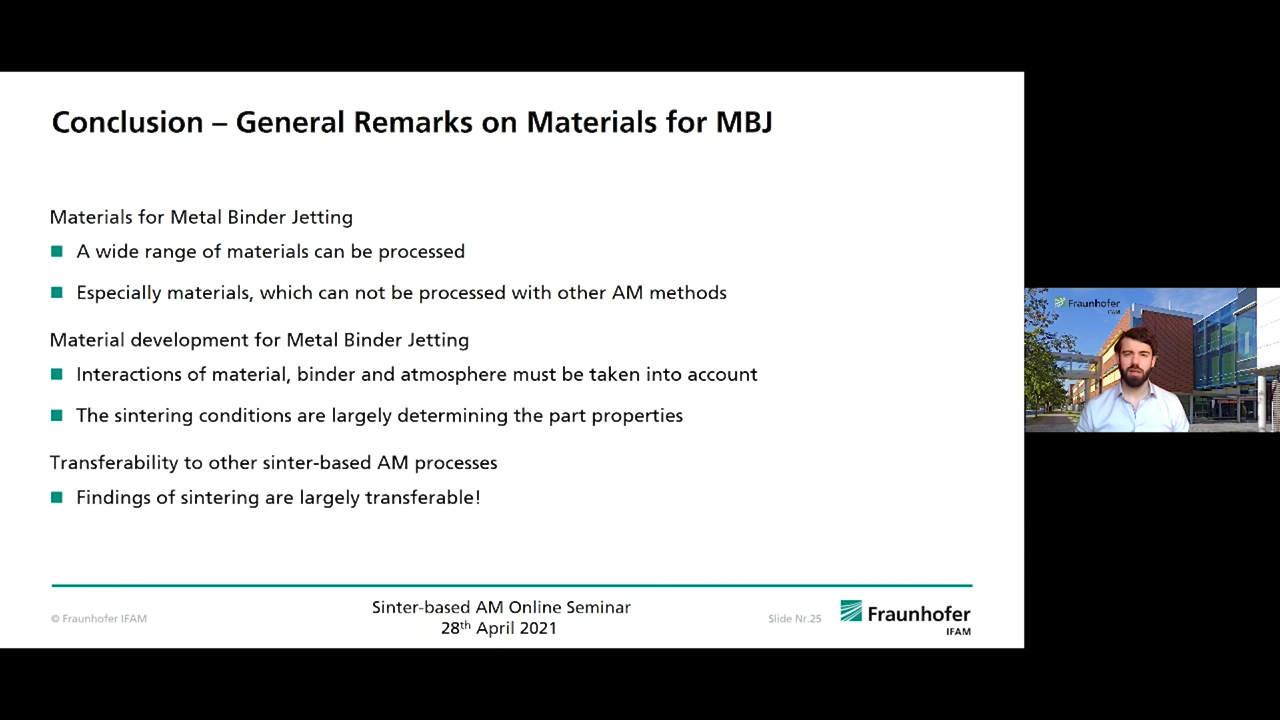 Conclusion – General Remarks on Materials for MBJ
Materials for Metal Binder Jetting
A wide range of materials can be processed
Especially materials, which can not be processed with other AM methods
Material development for Metal Binder Jetting
Interactions of material, binder and atmosphere must be taken into account
The sintering conditions are largely determining the part properties
Transferability to other sinter-based AM processes
Findings of sintering are largely transferable!
© Fraunhofer IFAM
Sinter-based AM Online Seminar
28th April 2021
Slide Nr.25
Fraunhofer
IFAM
Fraunhofer
IFAM